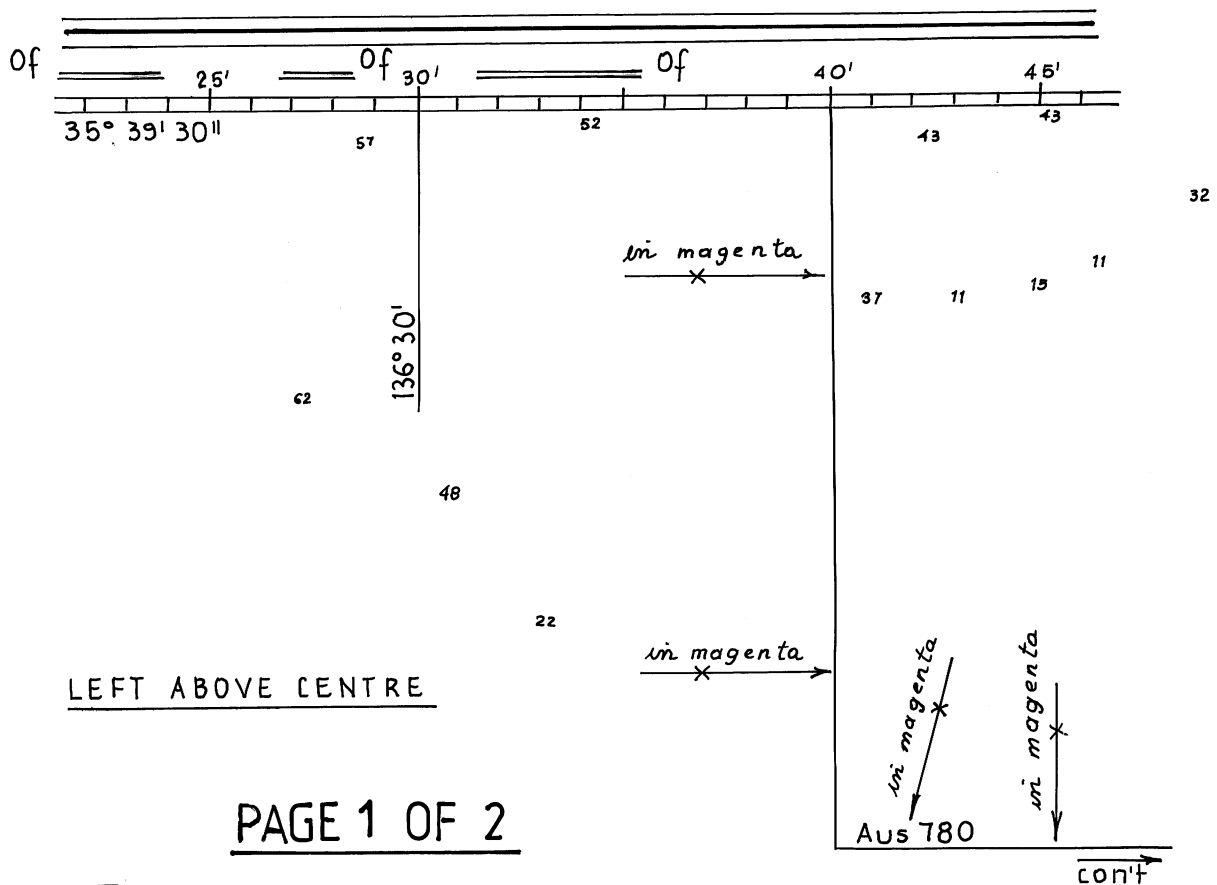 Of Of Of
25' 30' 40' 45'
35° 39' 30"
57 52 43 43
32
in magenta
37 11 15 11
136° 30'
62
48
22
in magenta
in magenta
in magenta
LEFT ABOVE CENTRE
PAGE 1 OF 2
Aus 780
con't